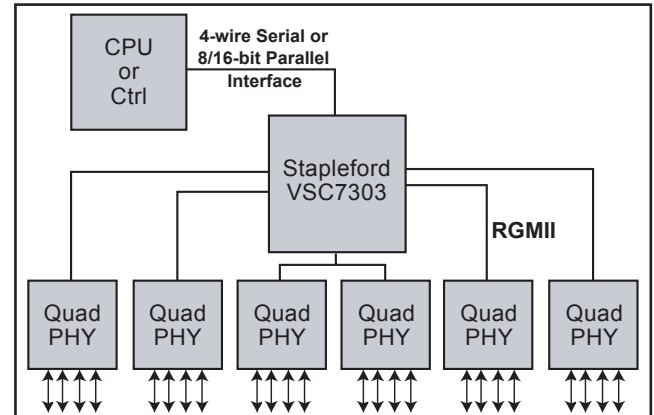 CPU
or
Ctrl
4-wire Serial or
8/16-bit Parallel
Interface
Stapleford
VSC7303
RGMII
Quad
PHY
Quad
PHY
Quad
PHY
Quad
PHY
Quad
PHY
Quad
PHY